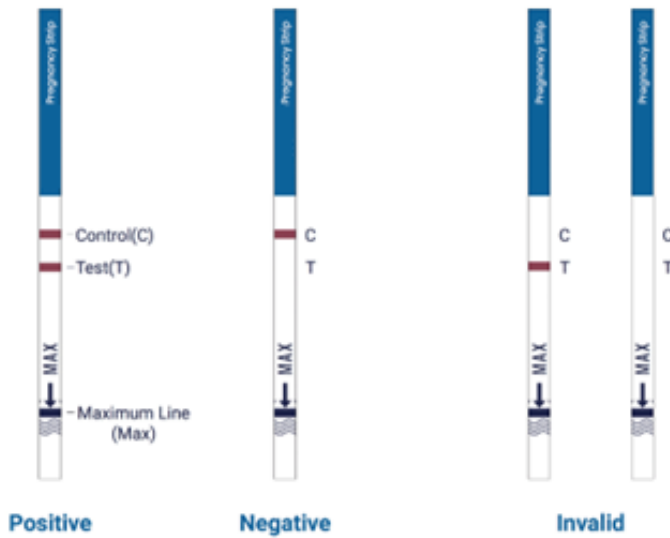 Pregnancy Strip
Pregnancy Strip
Pregnancy Strip
Pregnancy Strip
Control(C)
C
C
C
Test(T)
T
T
T
MAX
MAX
MAX
MAX
Maximum Line
(Max)
Positive
Negative
Invalid